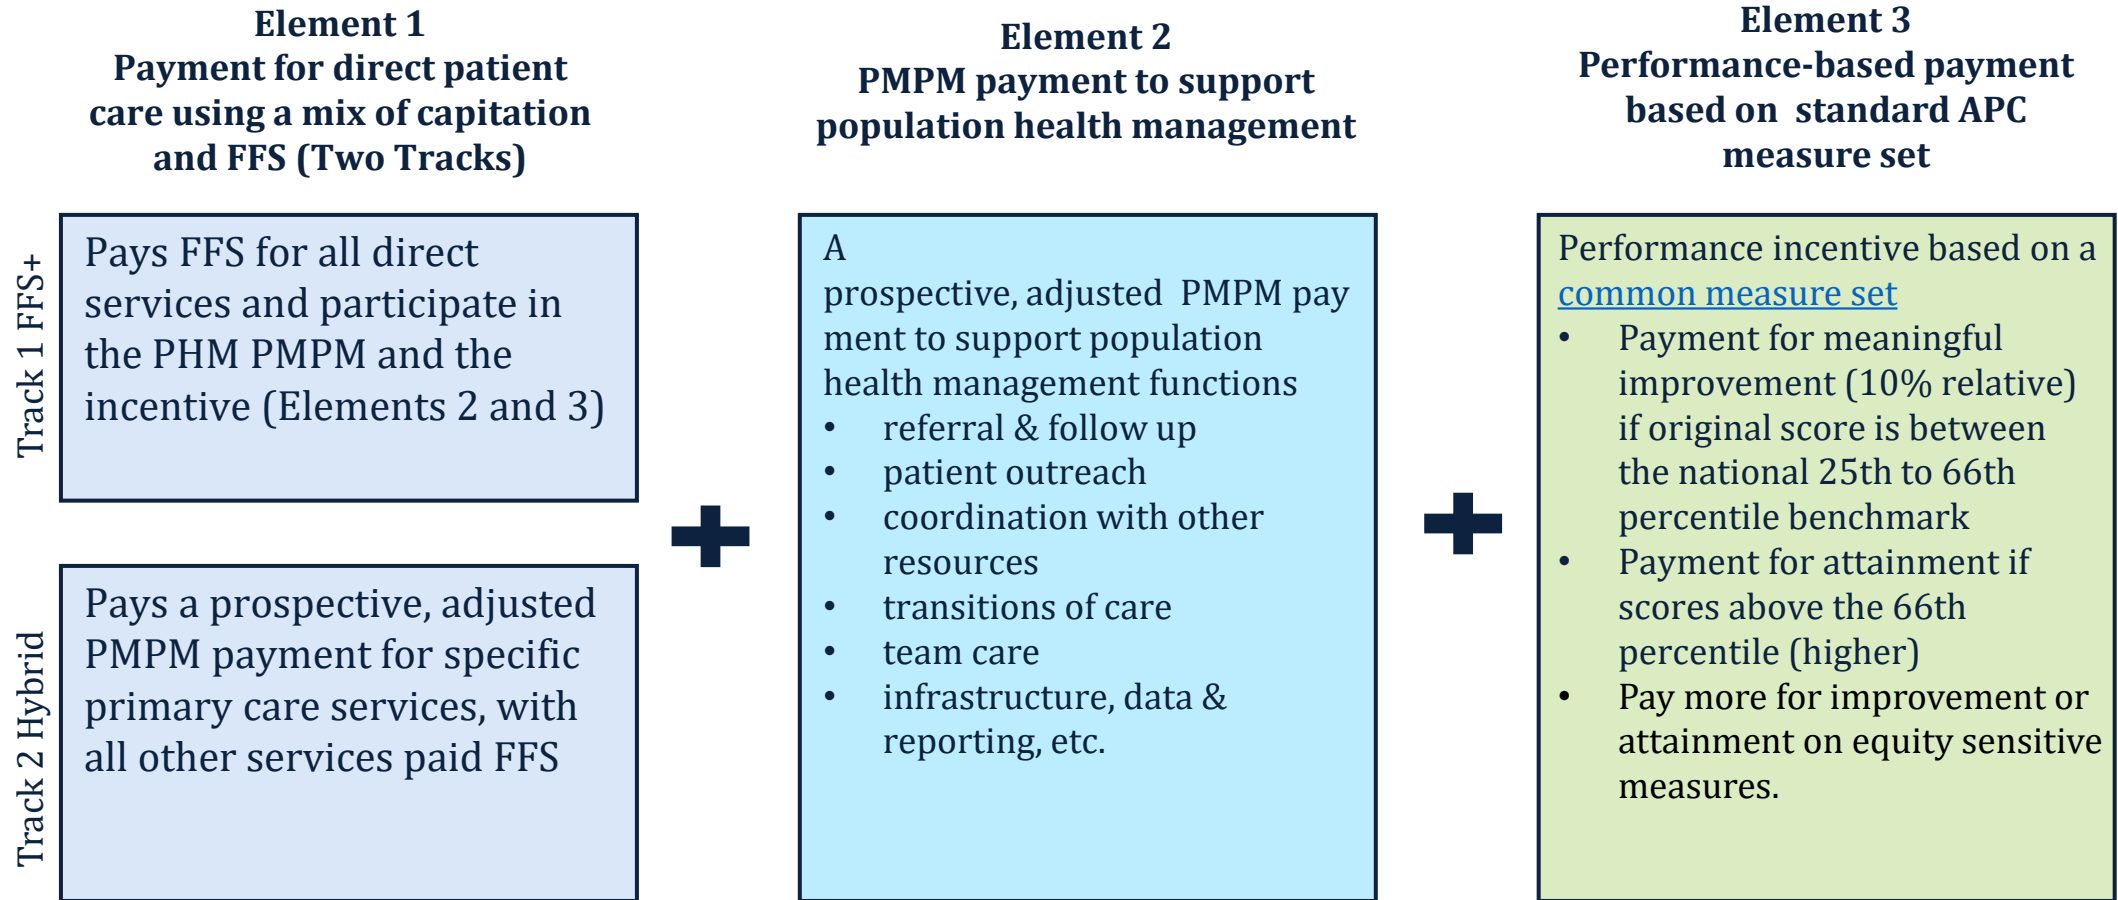 Element 1
Payment for direct patient
care using a mix of capitation
and FFS (Two Tracks)
Element 2
PMPM payment to support
population health management
Element 3
Performance-based payment
based on  standard APC
measure set
Track 1 FFS+
Pays FFS for all direct
services and participate in
the PHM PMPM and the
incentive (Elements 2 and 3)
Track 2 Hybrid
Pays a prospective, adjusted
PMPM payment for specific
primary care services, with
all other services paid FFS
A
prospective, adjusted  PMPM pay
ment to support population
health management functions
• referral & follow up
• patient outreach
• coordination with other
resources
• transitions of care
• team care
• infrastructure, data &
reporting, etc.
Performance incentive based on a
common measure set
• Payment for meaningful
improvement (10% relative)
if original score is between
the national 25th to 66th
percentile benchmark
• Payment for attainment if
scores above the 66th
percentile (higher)
• Pay more for improvement or
attainment on equity sensitive
measures.